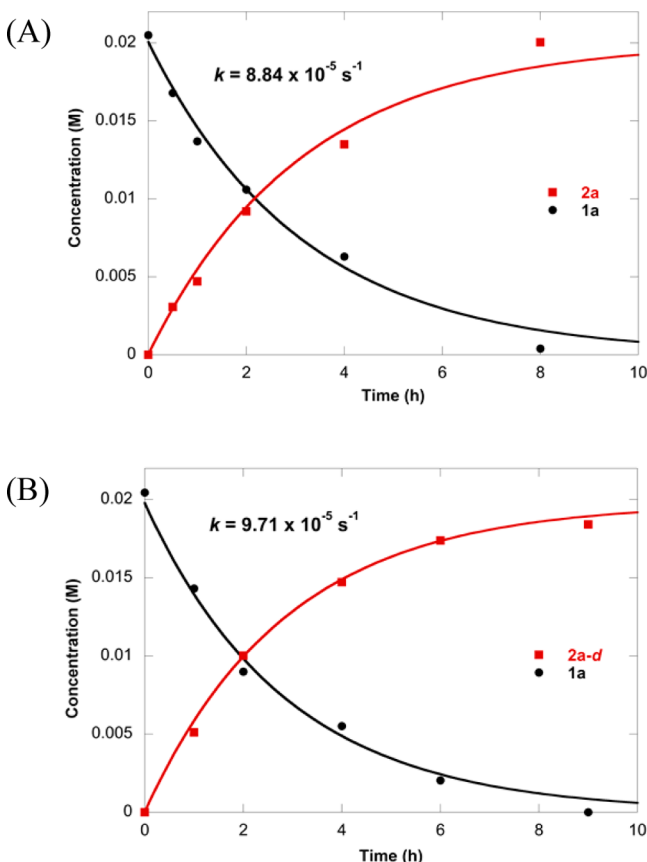 (A)
0.02
0.015
0.01
0.005
0
Concentration (M)
k = 8.84 x 10⁻⁵ s⁻¹
2a
1a
0 2 4 6 8 10
Time (h)
(B)
0.02
0.015
0.01
0.005
0
Concentration (M)
k = 9.71 x 10⁻⁵ s⁻¹
2a-d
1a
0 2 4 6 8 10
Time (h)